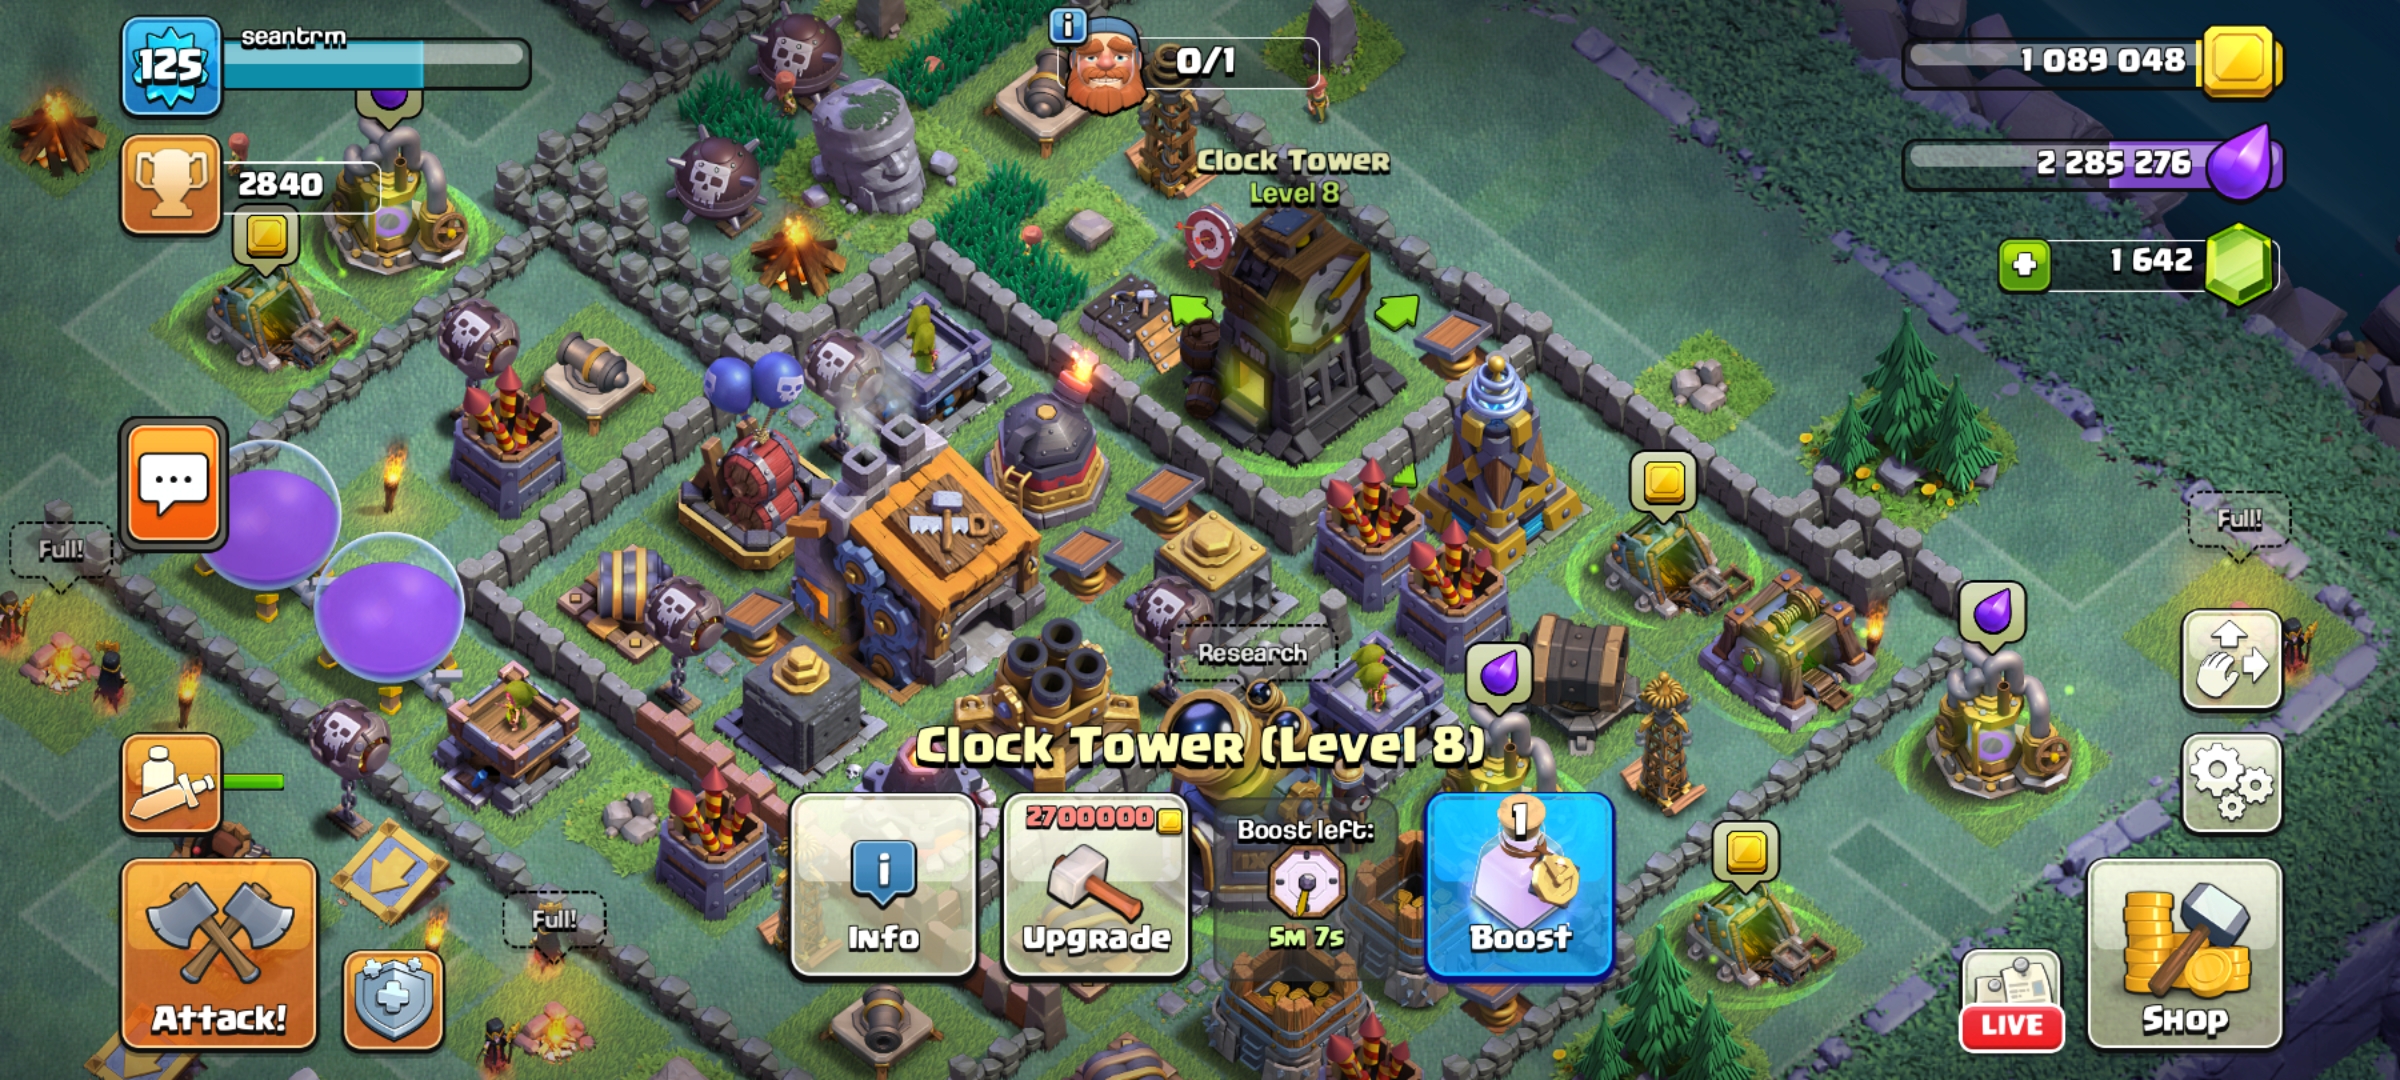 125
seantrm
0/1
1 089 048
2840
2 285 276
Clock Tower
Level 8
1 642
Full!
Full!
Research
Clock Tower (Level 8)
Info
2700000
Upgrade
Boost left:
5M 7s
1
Boost
Full!
Attack!
LIVE
Shop